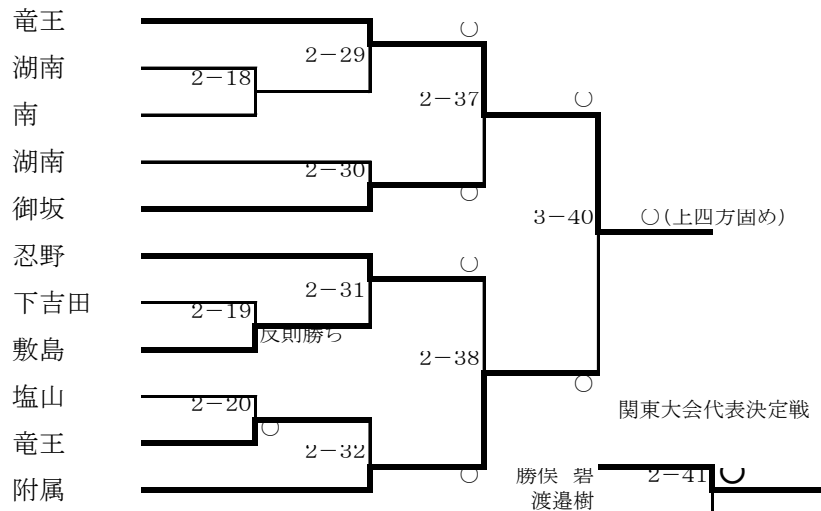 竜王
○
湖南
2－29
2－18
○
南
2－37
湖南
2－30
御坂
○
3－40
○(上四方固め)
忍野
○
2－31
下吉田
2－19
反則勝ち
敷島
2－38
○
塩山
2－20
関東大会代表決定戦
竜王
○
2－32
附属
○
勝俣 碧
2－41
○
渡邉樹